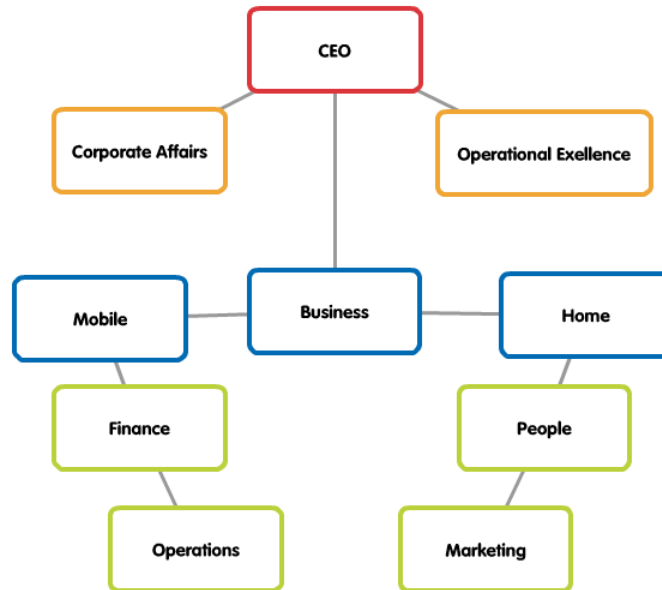 CEO
Corporate Affairs
Operational Exellence
Mobile
Business
Home
Finance
People
Operations
Marketing